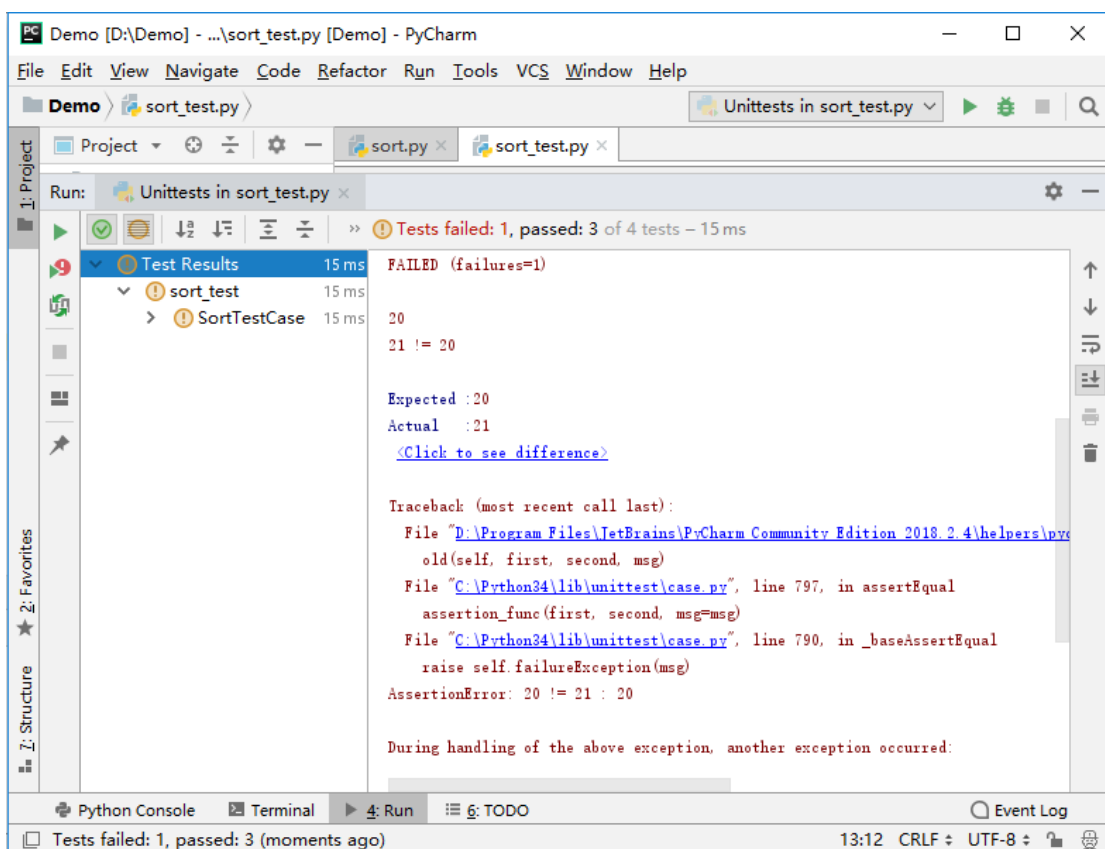 Demo [D:\Demo] - ...\sort_test.py [Demo] - PyCharm
File Edit View Navigate Code Refactor Run Tools VCS Window Help
Demo sort_test.py Unittests in sort_test.py
1: Project
Project sort.py sort_test.py
Run: Unittests in sort_test.py
Tests failed: 1, passed: 3 of 4 tests – 15 ms
Test Results 15 ms
sort_test 15 ms
SortTestCase 15 ms
FAILED (failures=1)
20
21 != 20
Expected :20
Actual :21
<Click to see difference>
Traceback (most recent call last):
File "D:\Program Files\JetBrains\PyCharm Community Edition 2018.2.4\helpers\pyc
old(self, first, second, msg)
File "C:\Python34\lib\unittest\case.py", line 797, in assertEqual
assertion_func(first, second, msg=msg)
File "C:\Python34\lib\unittest\case.py", line 790, in _baseAssertEqual
raise self.failureException(msg)
AssertionError: 20 != 21 : 20
During handling of the above exception, another exception occurred:
2: Favorites
7: Structure
Python Console Terminal 4: Run 6: TODO Event Log
Tests failed: 1, passed: 3 (moments ago) 13:12 CRLF UTF-8